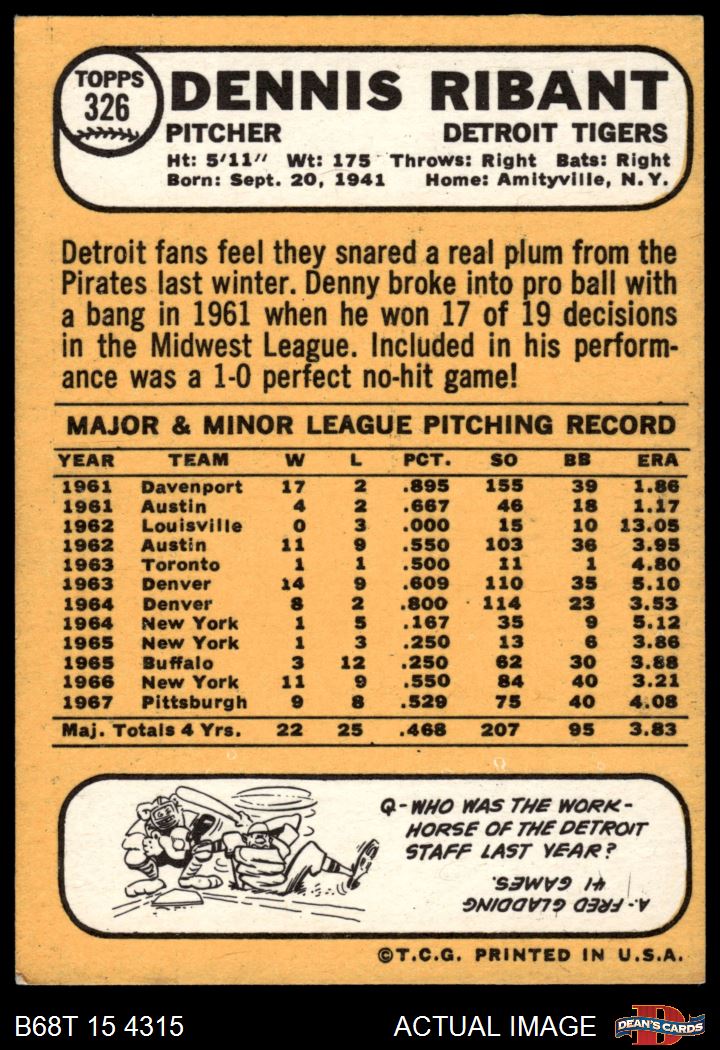 TOPPS
326
DENNIS RIBANT
PITCHER DETROIT TIGERS
Ht: 5'11" Wt: 175 Throws: Right Bats: Right
Born: Sept. 20, 1941 Home: Amityville, N.Y.
Detroit fans feel they snared a real plum from the
Pirates last winter. Denny broke into pro ball with
a bang in 1961 when he won 17 of 19 decisions
in the Midwest League. Included in his perform-
ance was a 1-0 perfect no-hit game!
MAJOR & MINOR LEAGUE PITCHING RECORD
YEAR TEAM W L PCT. SO BB ERA
1961 Davenport 17 2 .895 155 39 1.86
1961 Austin 4 2 .667 46 18 1.17
1962 Louisville 0 3 .000 15 10 13.05
1962 Austin 11 9 .550 103 36 3.95
1963 Toronto 1 1 .500 11 1 4.80
1963 Denver 14 9 .609 110 35 5.10
1964 Denver 8 2 .800 114 23 3.53
1964 New York 1 5 .167 35 9 5.12
1965 New York 1 3 .250 13 6 3.86
1965 Buffalo 3 12 .250 62 30 3.88
1966 New York 11 9 .550 84 40 3.21
1967 Pittsburgh 9 8 .529 75 40 4.08
Maj. Totals 4 Yrs. 22 25 .468 207 95 3.83
Q-WHO WAS THE WORK-
HORSE OF THE DETROIT
STAFF LAST YEAR?
A. FRED GLADDING
41 GAMES.
©T.C.G. PRINTED IN U.S.A.
B68T 15 4315 ACTUAL IMAGE
D
DEAN'S CARDS